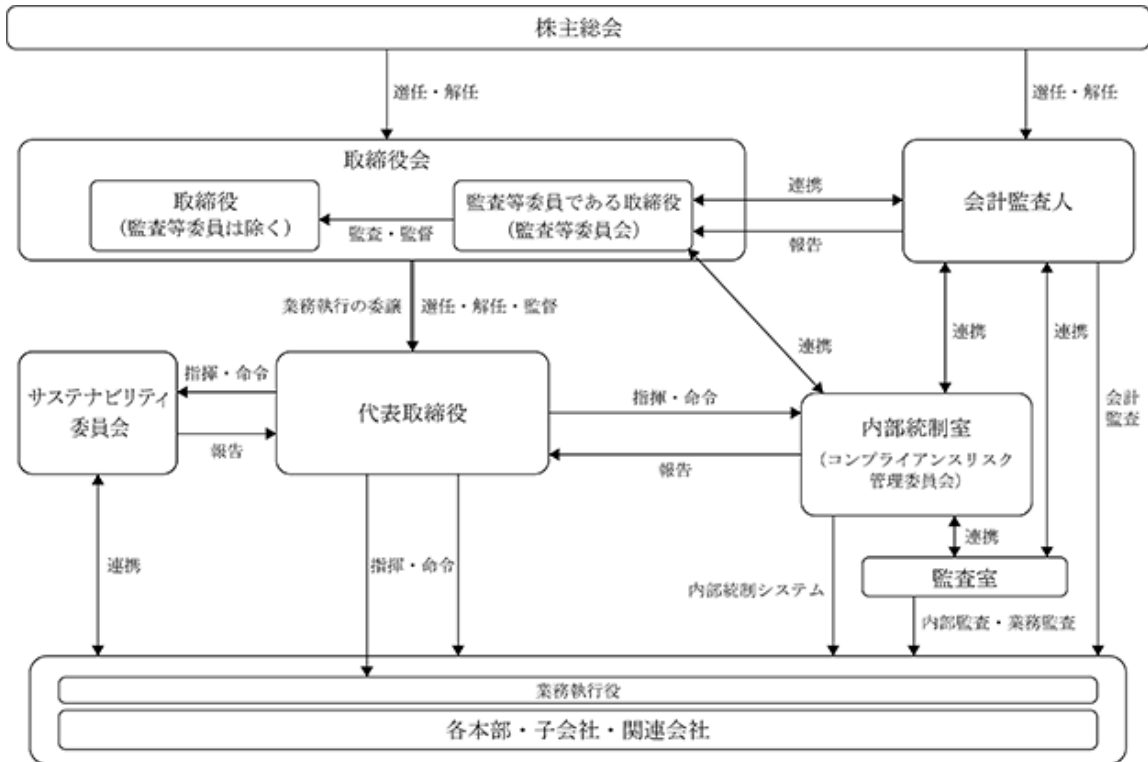 株主総会
選任・解任
選任・解任
取締役会
取締役
(監査等委員は除く)
監査・監督
監査等委員である取締役
(監査等委員会)
連携
報告
会計監査人
業務執行の委譲
選任・解任・監督
連携
連携
連携
サステナビリティ
委員会
指揮・命令
報告
代表取締役
指揮・命令
報告
内部統制室
(コンプライアンスリスク
管理委員会)
会計
監査
連携
指揮・命令
連携
監査室
内部統制システム
内部監査・業務監査
業務執行役
各本部・子会社・関連会社